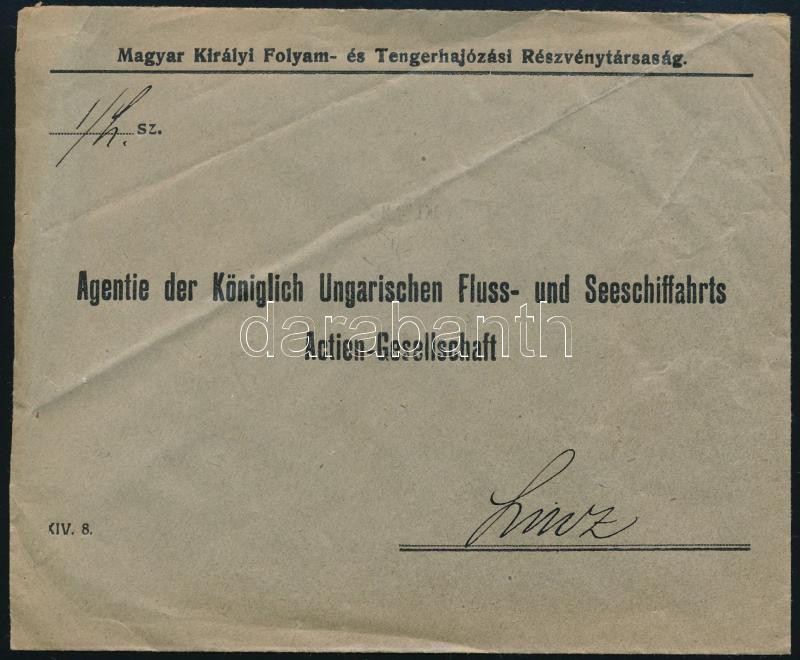 Magyar Királyi Folyam- és Tengerhajózási Részvénytársaság.
sz.
Agentie der Königlich Ungarischen Fluss- und Seeschiffahrts
darabanth
Actien-Gesellschaft
Linz
XIV. 8.